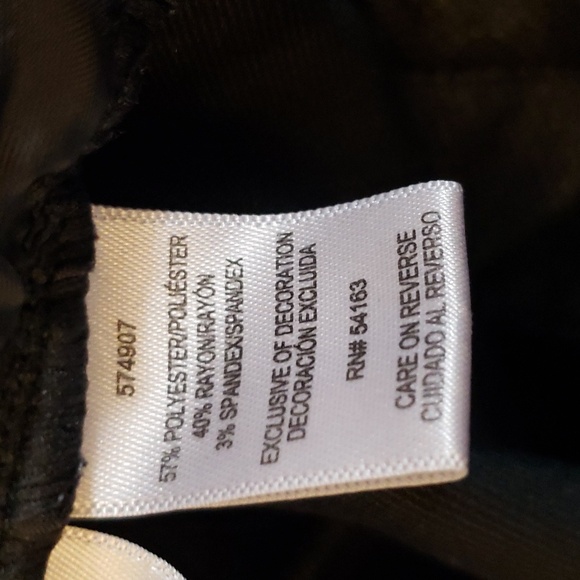 574907
57% POLYESTER/POLIÉSTER
40% RAYON/RAYÓN
3% SPANDEX/SPANDEX
EXCLUSIVE OF DECORATION
DECORACIÓN EXCLUIDA
RN# 54163
CARE ON REVERSE
CUIDADO AL REVERSO